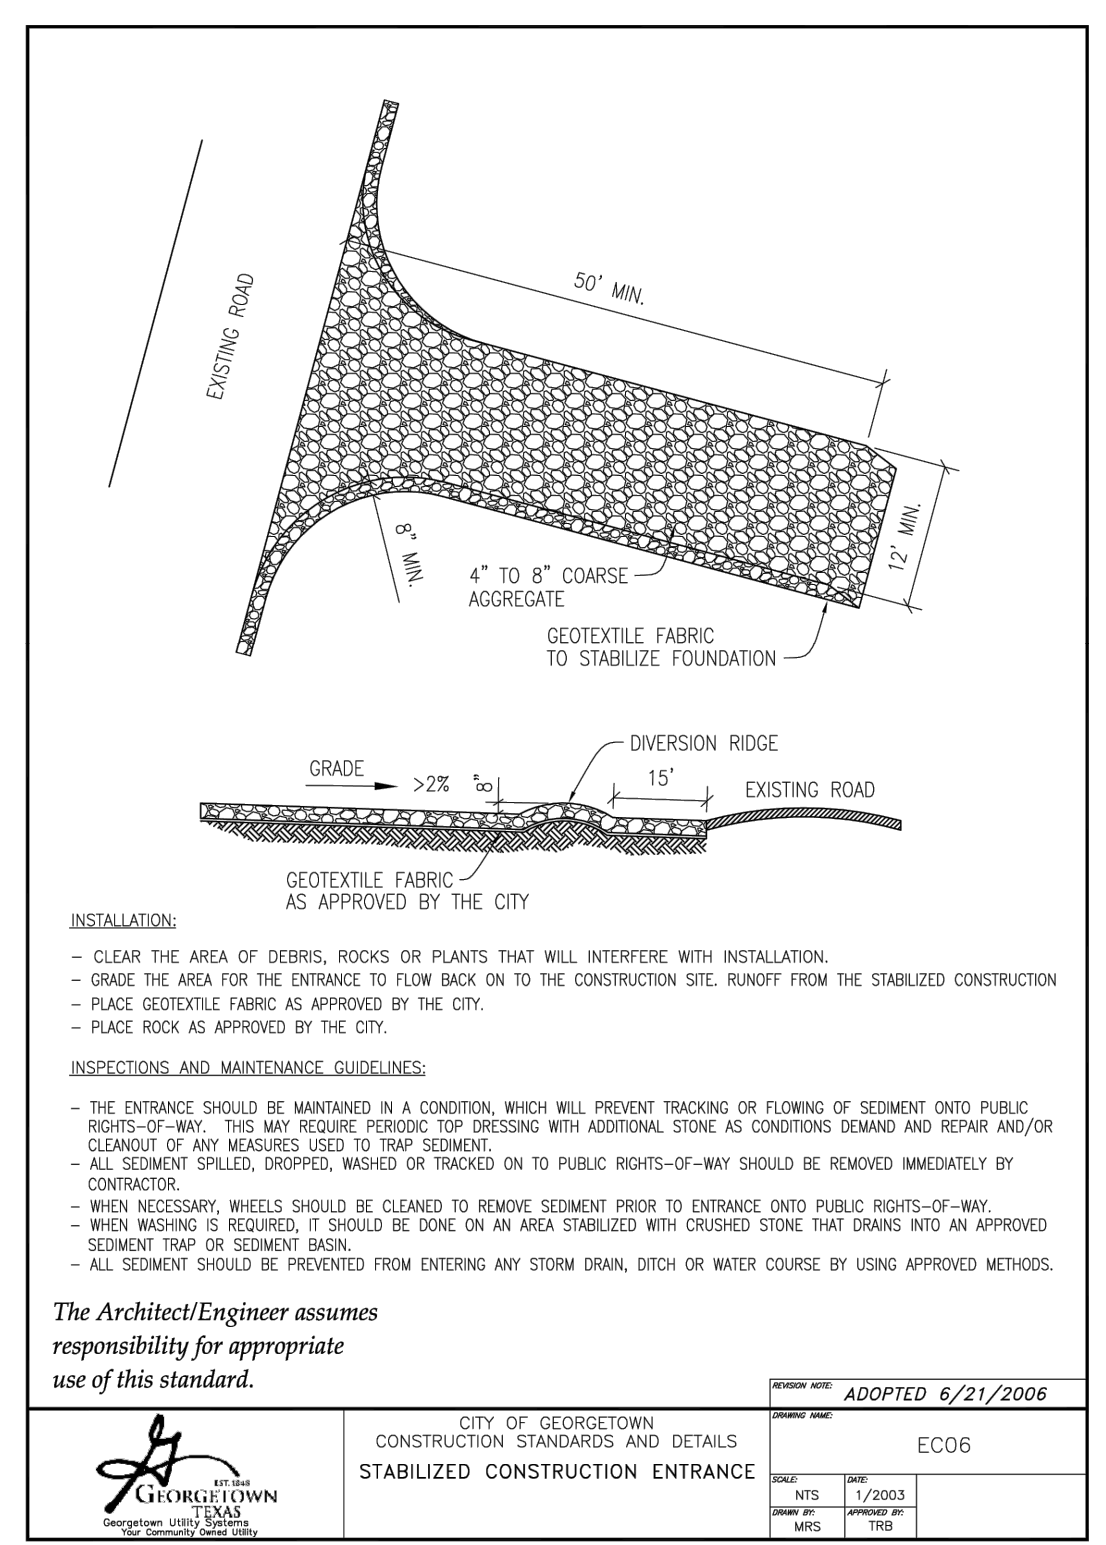 EXISTING ROAD
50' MIN.
12' MIN.
8" MIN.
4" TO 8" COARSE
AGGREGATE
GEOTEXTILE FABRIC
TO STABILIZE FOUNDATION
DIVERSION RIDGE
GRADE
>2%
8"
15'
EXISTING ROAD
GEOTEXTILE FABRIC
AS APPROVED BY THE CITY
INSTALLATION:
– CLEAR THE AREA OF DEBRIS, ROCKS OR PLANTS THAT WILL INTERFERE WITH INSTALLATION.
– GRADE THE AREA FOR THE ENTRANCE TO FLOW BACK ON TO THE CONSTRUCTION SITE. RUNOFF FROM THE STABILIZED CONSTRUCTION
– PLACE GEOTEXTILE FABRIC AS APPROVED BY THE CITY.
– PLACE ROCK AS APPROVED BY THE CITY.
INSPECTIONS AND MAINTENANCE GUIDELINES:
– THE ENTRANCE SHOULD BE MAINTAINED IN A CONDITION, WHICH WILL PREVENT TRACKING OR FLOWING OF SEDIMENT ONTO PUBLIC
RIGHTS–OF–WAY. THIS MAY REQUIRE PERIODIC TOP DRESSING WITH ADDITIONAL STONE AS CONDITIONS DEMAND AND REPAIR AND/OR
CLEANOUT OF ANY MEASURES USED TO TRAP SEDIMENT.
– ALL SEDIMENT SPILLED, DROPPED, WASHED OR TRACKED ON TO PUBLIC RIGHTS–OF–WAY SHOULD BE REMOVED IMMEDIATELY BY
CONTRACTOR.
– WHEN NECESSARY, WHEELS SHOULD BE CLEANED TO REMOVE SEDIMENT PRIOR TO ENTRANCE ONTO PUBLIC RIGHTS–OF–WAY.
– WHEN WASHING IS REQUIRED, IT SHOULD BE DONE ON AN AREA STABILIZED WITH CRUSHED STONE THAT DRAINS INTO AN APPROVED
SEDIMENT TRAP OR SEDIMENT BASIN.
– ALL SEDIMENT SHOULD BE PREVENTED FROM ENTERING ANY STORM DRAIN, DITCH OR WATER COURSE BY USING APPROVED METHODS.
The Architect/Engineer assumes
responsibility for appropriate
use of this standard.
REVISION NOTE:
ADOPTED 6/21/2006
EST. 1848
GEORGETOWN
TEXAS
Georgetown Utility Systems
Your Community Owned Utility
CITY OF GEORGETOWN
CONSTRUCTION STANDARDS AND DETAILS
STABILIZED CONSTRUCTION ENTRANCE
DRAWING NAME:
EC06
SCALE:
NTS
DATE:
1/2003
DRAWN BY:
MRS
APPROVED BY:
TRB